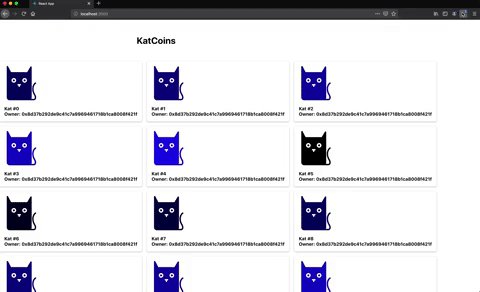 React App
localhost:3000
KatCoins
Kat #0
Owner: 0x8d37b292de9c41c7a9969461718b1ca8008f421f
Kat #1
Owner: 0x8d37b292de9c41c7a9969461718b1ca8008f421f
Kat #2
Owner: 0x8d37b292de9c41c7a9969461718b1ca8008f421f
Kat #3
Owner: 0x8d37b292de9c41c7a9969461718b1ca8008f421f
Kat #4
Owner: 0x8d37b292de9c41c7a9969461718b1ca8008f421f
Kat #5
Owner: 0x8d37b292de9c41c7a9969461718b1ca8008f421f
Kat #6
Owner: 0x8d37b292de9c41c7a9969461718b1ca8008f421f
Kat #7
Owner: 0x8d37b292de9c41c7a9969461718b1ca8008f421f
Kat #8
Owner: 0x8d37b292de9c41c7a9969461718b1ca8008f421f